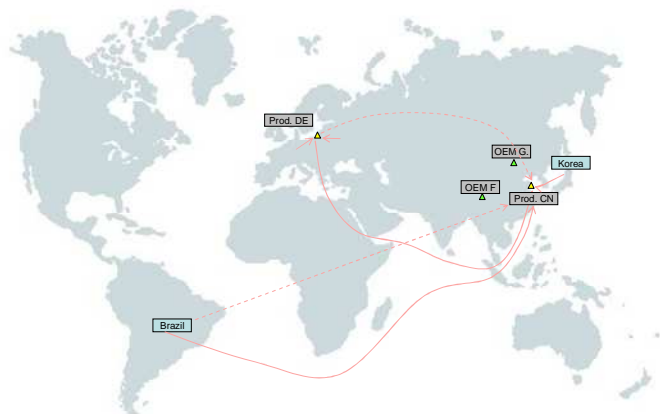 Prod. DE
OEM G.
Korea
OEM F
Prod. CN
Brazil